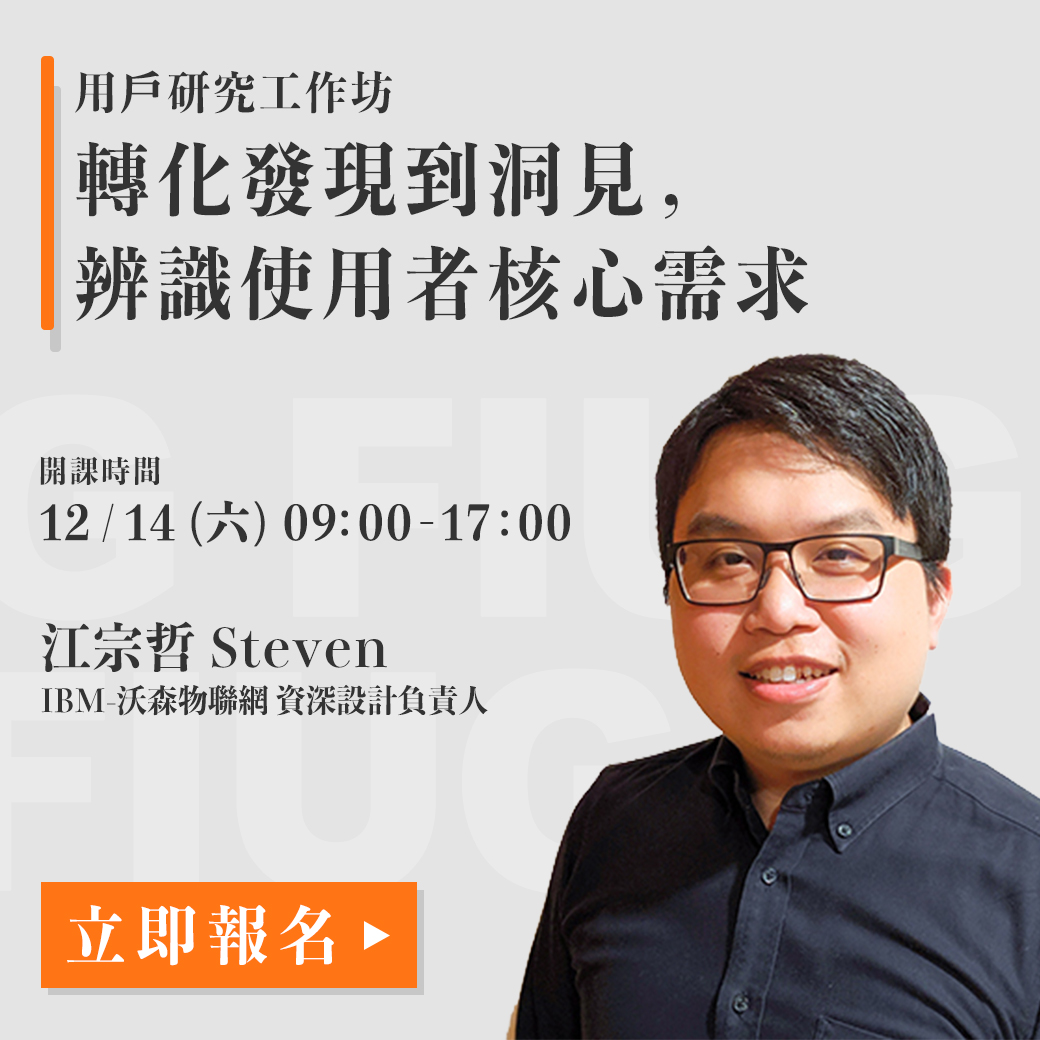 用戶研究工作坊
轉化發現到洞見,
辨識使用者核心需求
開課時間
12 / 14 (六) 09:00 - 17:00
江宗哲 Steven
IBM-沃森物聯網 資深設計負責人
G FIUG
FIUG
立即報名